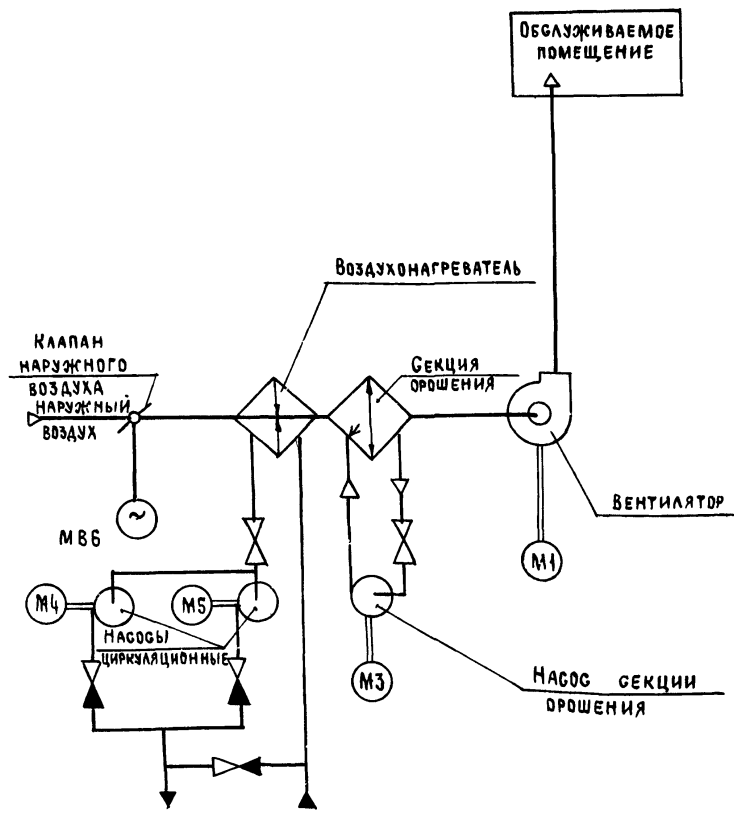 ОБСЛУЖИВАЕМОЕ
ПОМЕЩЕНИЕ
ВОЗДУХОНАГРЕВАТЕЛЬ
КЛАПАН
НАРУЖНОГО
ВОЗДУХА
НАРУЖНЫЙ
ВОЗДУХ
СЕКЦИЯ
ОРОШЕНИЯ
ВЕНТИЛЯТОР
~
МВ6
М1
М4
М5
НАСОСЫ
ЦИРКУЛЯЦИОННЫЕ
М3
НАСОС СЕКЦИИ
ОРОШЕНИЯ